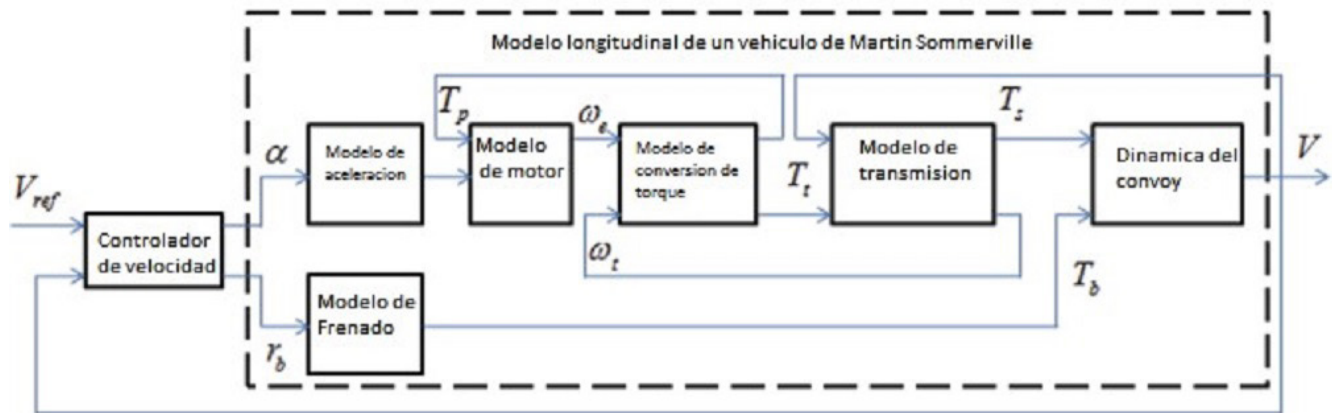 Modelo longitudinal de un vehiculo de Martin Sommerville
V_ref
Controlador
de velocidad
α
r_b
Modelo de
aceleracion
Modelo de
Frenado
T_p
Modelo
de motor
ω_e
ω_t
Modelo de
conversion de
torque
T_t
Modelo de
transmision
T_s
T_b
Dinamica del
convoy
V